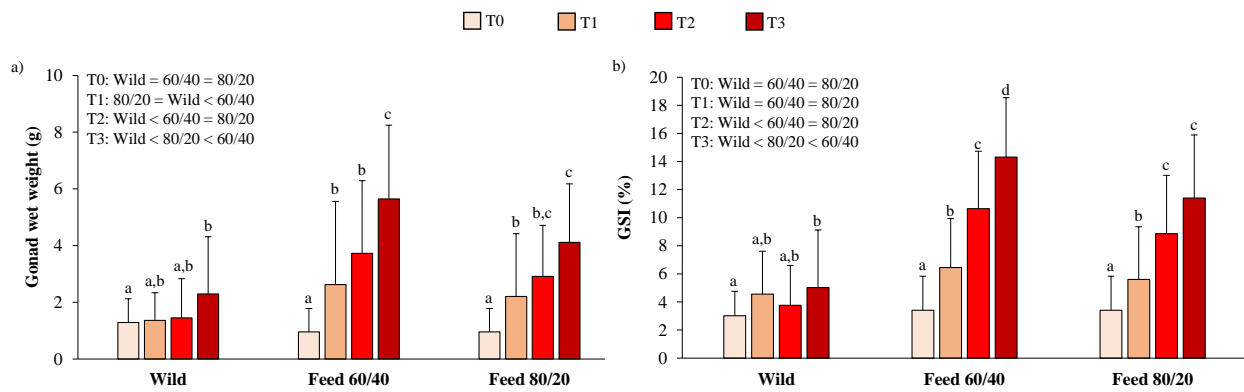 T0 T1 T2 T3
a)
T0: Wild = 60/40 = 80/20
T1: 80/20 = Wild < 60/40
T2: Wild < 60/40 = 80/20
T3: Wild < 80/20 < 60/40
Gonad wet weight (g)
10
8
6
4
2
0
a a,b a,b b
a b b c
a b b,c c
Wild Feed 60/40 Feed 80/20
b)
T0: Wild = 60/40 = 80/20
T1: Wild = 60/40 = 80/20
T2: Wild < 60/40 = 80/20
T3: Wild < 80/20 < 60/40
GSI (%)
20
18
16
14
12
10
8
6
4
2
0
a a,b a,b b
a b c d
a b c c
Wild Feed 60/40 Feed 80/20